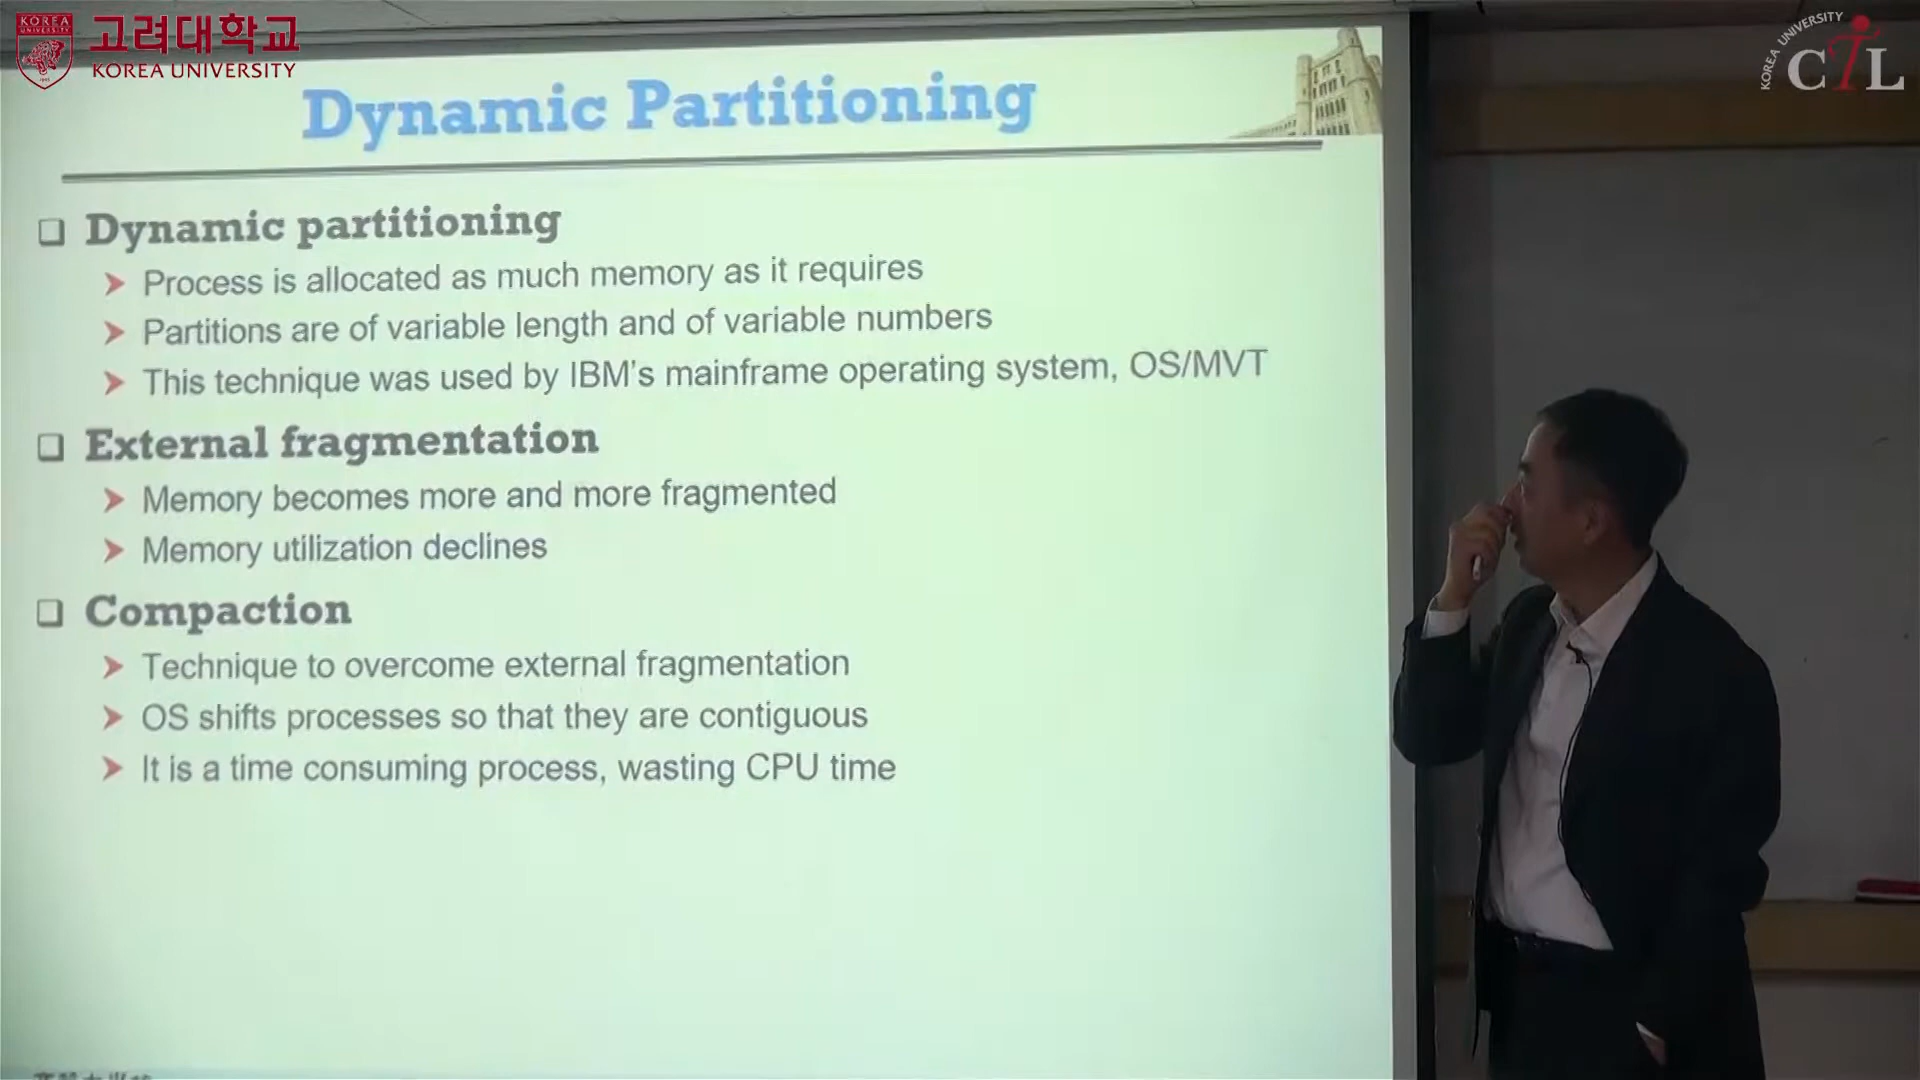 KOREA
UNIVERSITY
고려대학교
KOREA UNIVERSITY
KOREA UNIVERSITY
CTL
Dynamic Partitioning
❑ Dynamic partitioning
➤ Process is allocated as much memory as it requires
➤ Partitions are of variable length and of variable numbers
➤ This technique was used by IBM's mainframe operating system, OS/MVT
❑ External fragmentation
➤ Memory becomes more and more fragmented
➤ Memory utilization declines
❑ Compaction
➤ Technique to overcome external fragmentation
➤ OS shifts processes so that they are contiguous
➤ It is a time consuming process, wasting CPU time